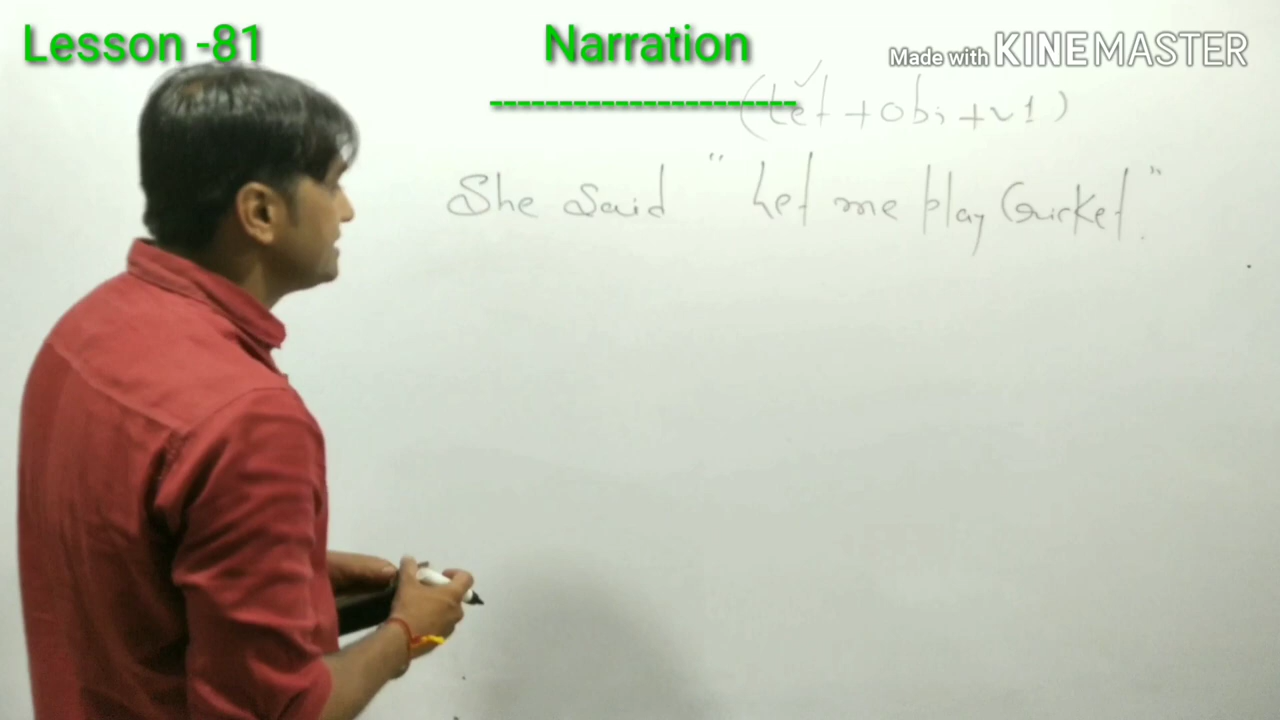 Lesson -81
Narration
Made with KINEMASTER
-----------------------
(let + obj + v1)
She said " Let me play Cricket."